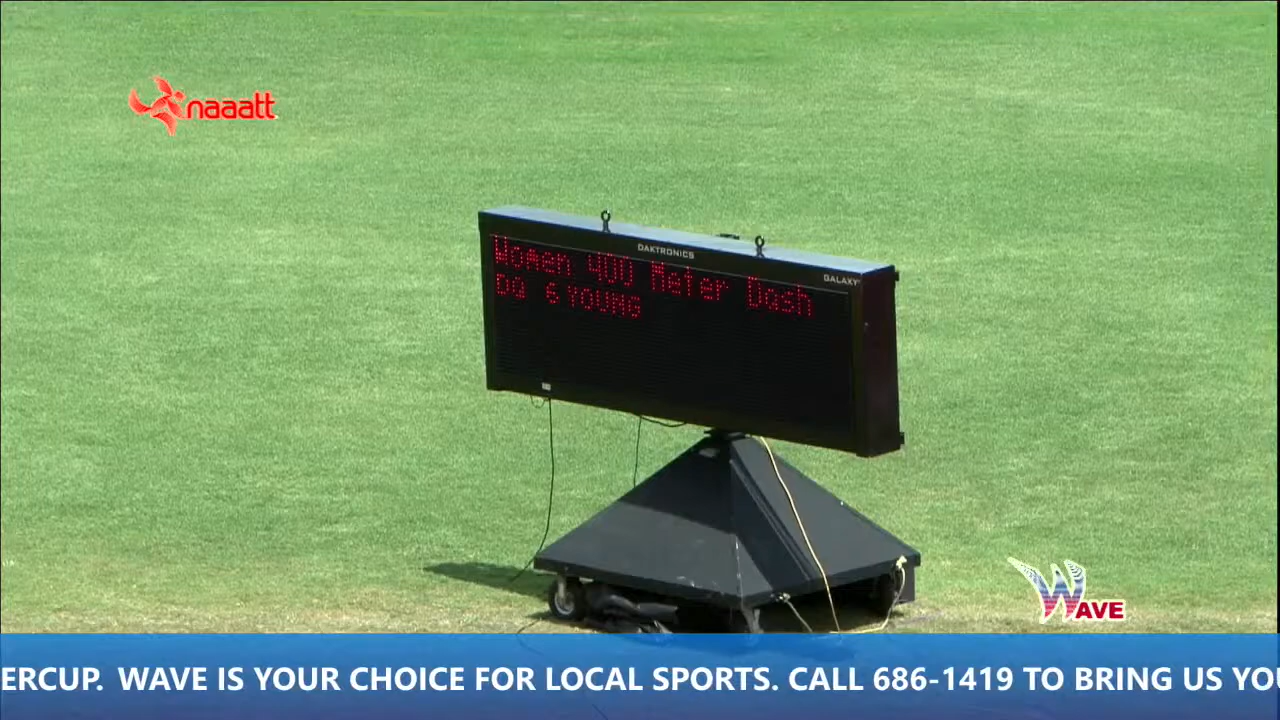 naaatt
DAKTRONICS
GALAXY
Women 400 Meter Dash
DQ 6 YOUNG
WAVE
ERCUP. WAVE IS YOUR CHOICE FOR LOCAL SPORTS. CALL 686-1419 TO BRING US YO